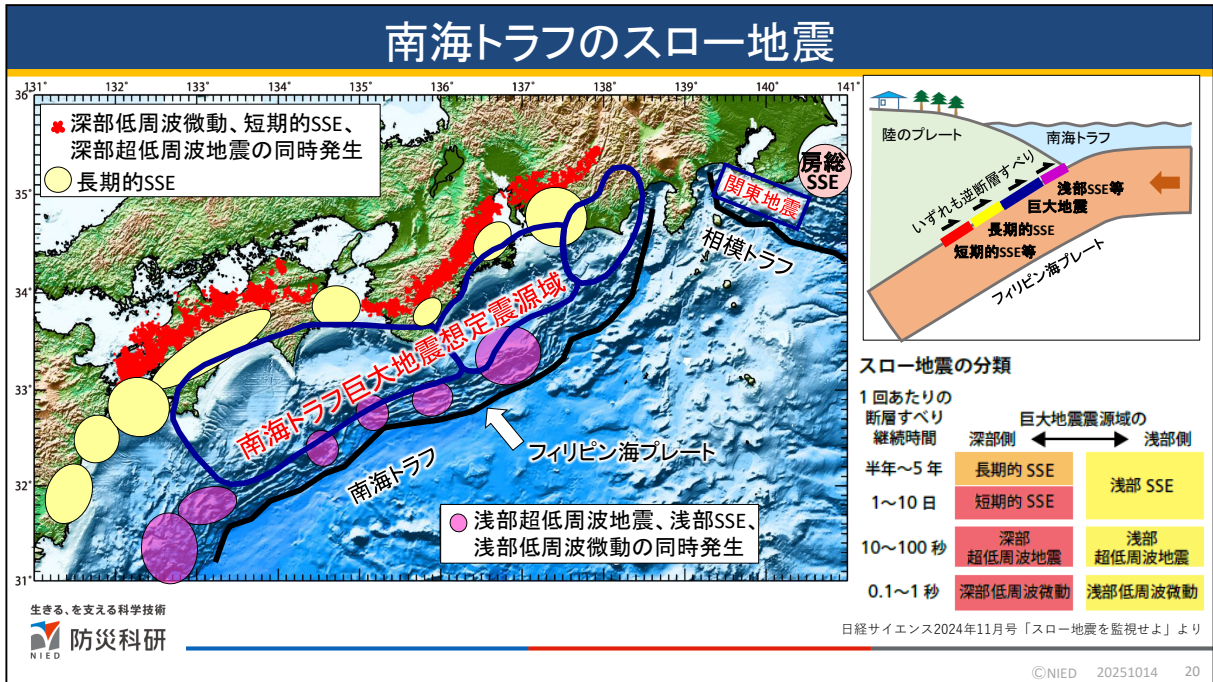 南海トラフのスロー地震
131° 132° 133° 134° 135° 136° 137° 138° 139° 140° 141°
36°
35°
34°
33°
32°
31°
深部低周波微動、短期的SSE、
深部超低周波地震の同時発生
長期的SSE
房総
SSE
関東地震
相模トラフ
南海トラフ巨大地震想定震源域
フィリピン海プレート
南海トラフ
浅部超低周波地震、浅部SSE、
浅部低周波微動の同時発生
陸のプレート
南海トラフ
いずれも逆断層すべり
浅部SSE等
巨大地震
長期的SSE
短期的SSE等
フィリピン海プレート
スロー地震の分類
1回あたりの
断層すべり
継続時間
巨大地震震源域の
深部側
浅部側
半年～5年
長期的 SSE
浅部 SSE
1～10日
短期的 SSE
10～100秒
深部
超低周波地震
浅部
超低周波地震
0.1～1秒
深部低周波微動
浅部低周波微動
日経サイエンス2024年11月号「スロー地震を監視せよ」より
生きる、を支える科学技術
防災科研
NIED
©NIED 20251014 20